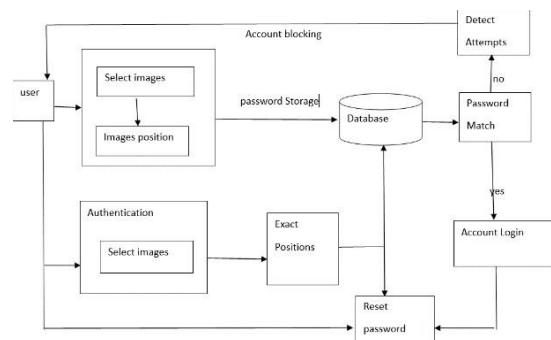 Detect
Attempts
Account blocking
user
Select images
Images position
password Storage
Database
no
Password
Match
yes
Authentication
Select images
Exact
Positions
Account Login
Reset
password